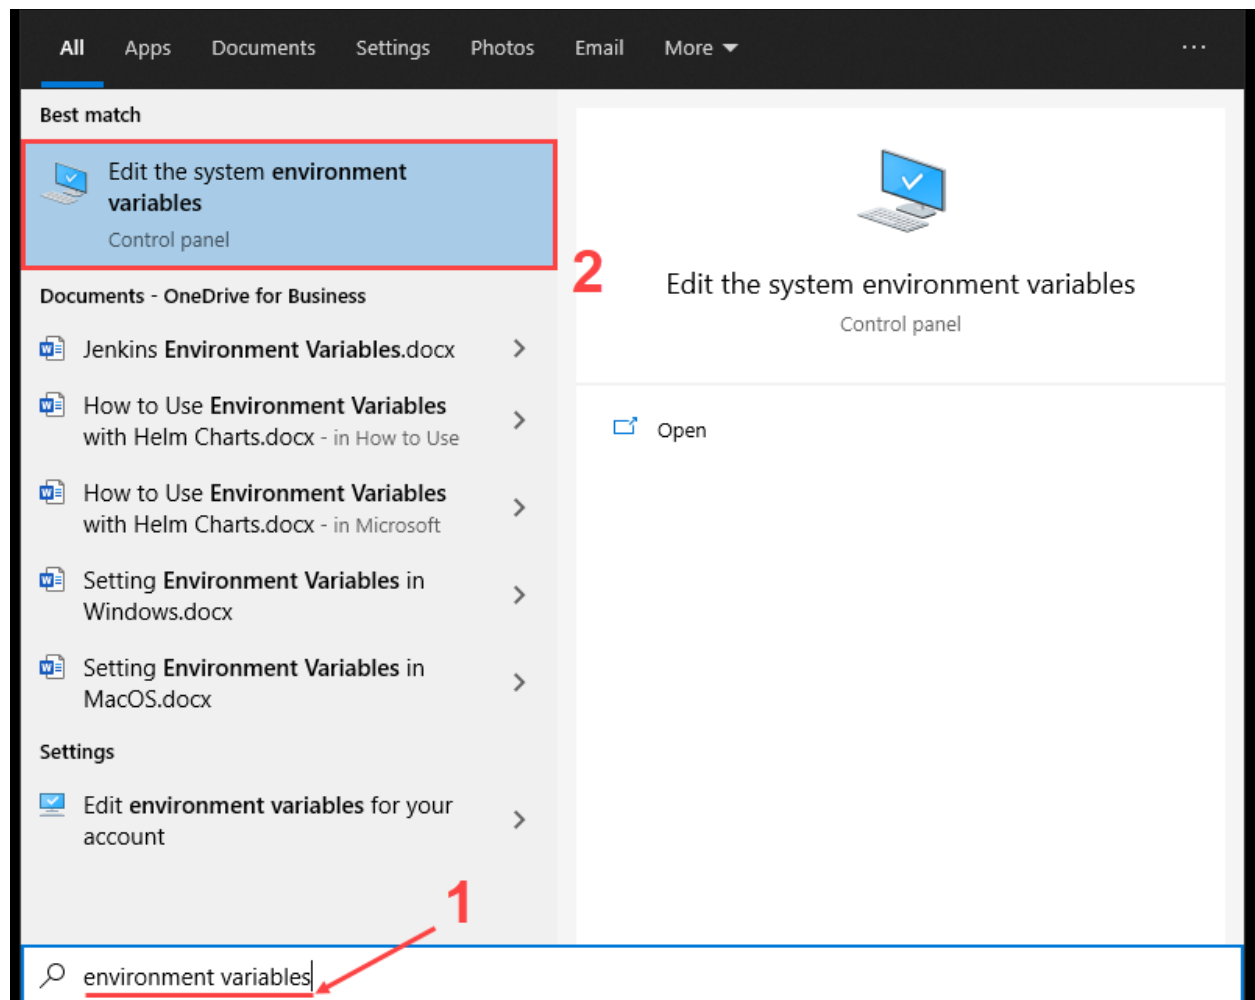 All Apps Documents Settings Photos Email More ...
Best match
Edit the system environment
variables
Control panel
Documents - OneDrive for Business
Jenkins Environment Variables.docx
How to Use Environment Variables
with Helm Charts.docx - in How to Use
How to Use Environment Variables
with Helm Charts.docx - in Microsoft
Setting Environment Variables in
Windows.docx
Setting Environment Variables in
MacOS.docx
Settings
Edit environment variables for your
account
1
environment variables
2
Edit the system environment variables
Control panel
Open